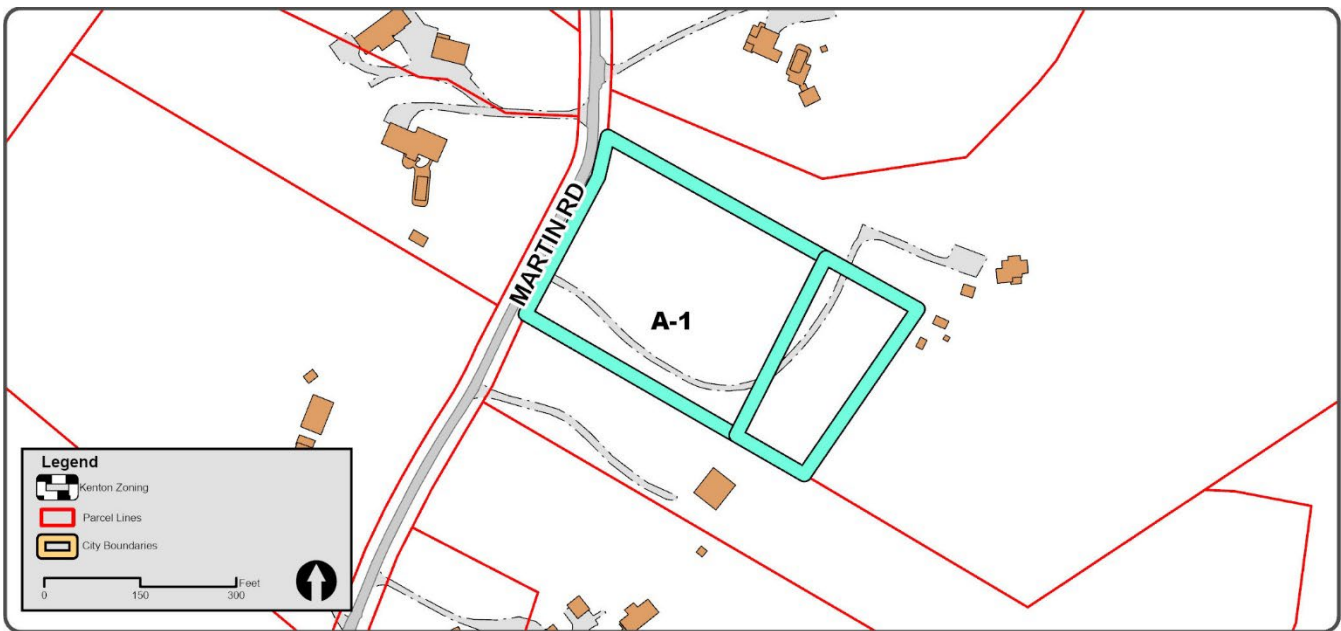 MARTIN RD
A-1
Legend
Kenton Zoning
Parcel Lines
City Boundaries
Feet
0 150 300